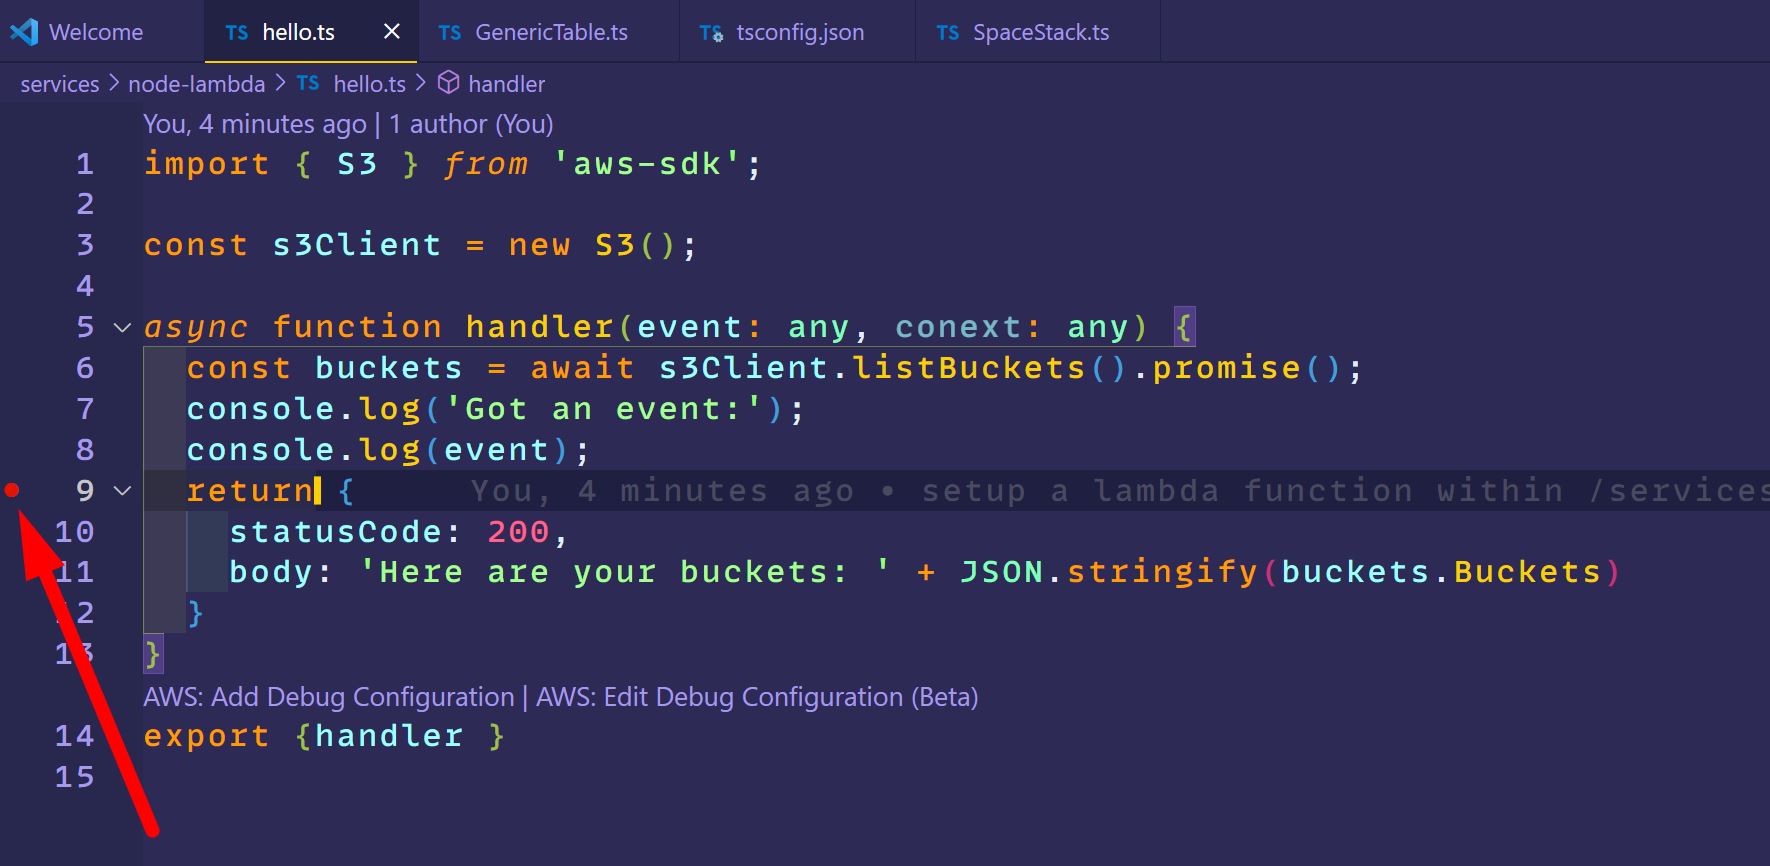 Welcome TS hello.ts TS GenericTable.ts TS tsconfig.json TS SpaceStack.ts
services > node-lambda > TS hello.ts > handler
You, 4 minutes ago | 1 author (You)
1 import { S3 } from 'aws-sdk';
2
3 const s3Client = new S3();
4
5 async function handler(event: any, conext: any) {
6 const buckets = await s3Client.listBuckets().promise();
7 console.log('Got an event:');
8 console.log(event);
9 return { You, 4 minutes ago • setup a lambda function within /services
10 statusCode: 200,
11 body: 'Here are your buckets: ' + JSON.stringify(buckets.Buckets)
12 }
13 }
AWS: Add Debug Configuration | AWS: Edit Debug Configuration (Beta)
14 export {handler }
15